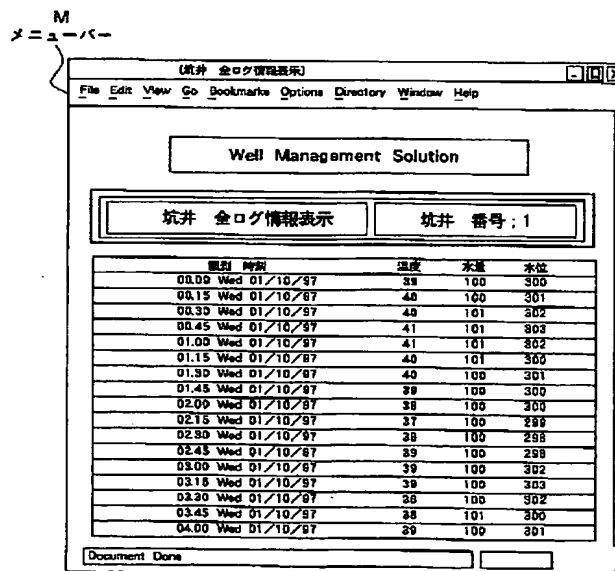 M
メニューバー
(坑井 全ログ情報表示)
File Edit View Go Bookmarks Options Directory Window Help
Well Management Solution
坑井 全ログ情報表示
坑井 番号;1
時刻 温度 水量 水位
00.00 Wed 01/10/97 39 100 300
00.15 Wed 01/10/97 40 100 301
00.30 Wed 01/10/97 40 101 302
00.45 Wed 01/10/97 41 101 303
01.00 Wed 01/10/97 41 101 302
01.15 Wed 01/10/97 40 101 300
01.30 Wed 01/10/97 40 100 301
01.45 Wed 01/10/97 39 100 300
02.00 Wed 01/10/97 38 100 300
02.15 Wed 01/10/97 37 100 299
02.30 Wed 01/10/97 38 100 298
02.45 Wed 01/10/97 39 100 298
03.00 Wed 01/10/97 39 100 302
03.15 Wed 01/10/97 39 100 303
03.30 Wed 01/10/97 38 100 302
03.45 Wed 01/10/97 38 101 300
04.00 Wed 01/10/97 39 100 301
Document Done